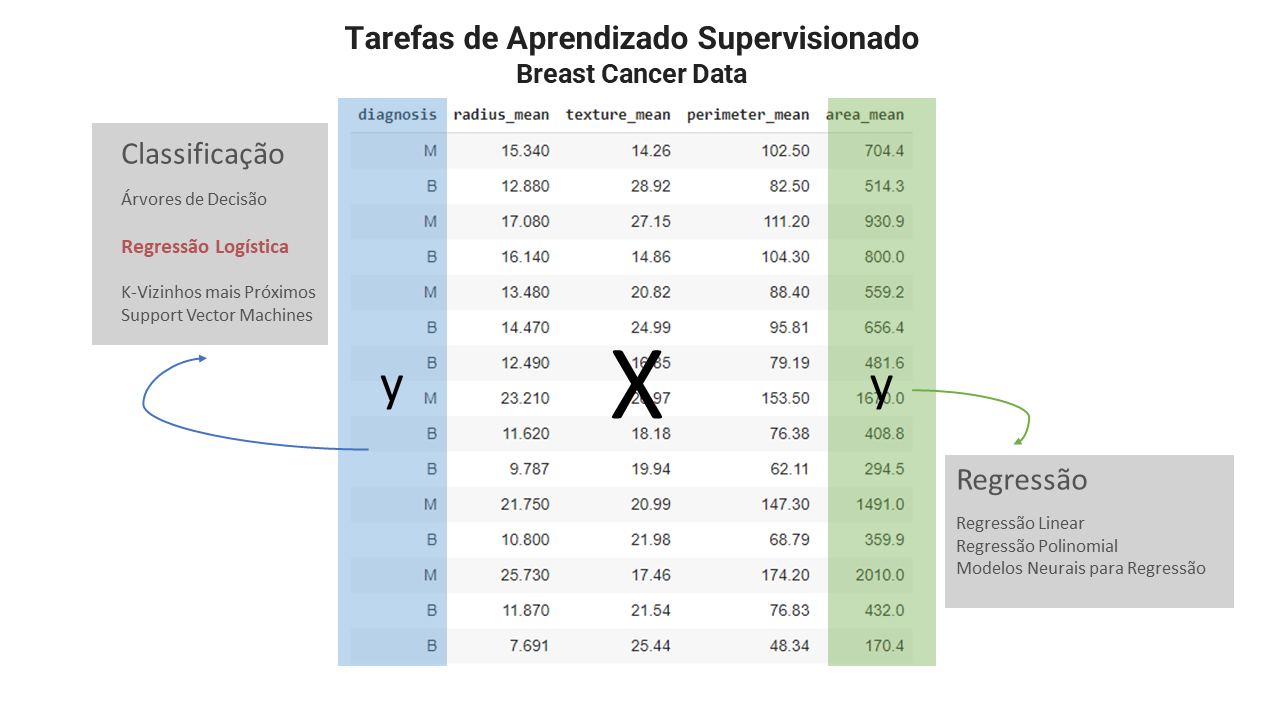 Tarefas de Aprendizado Supervisionado
Breast Cancer Data
Classificação
Árvores de Decisão
Regressão Logística
K-Vizinhos mais Próximos
Support Vector Machines
diagnosis radius_mean texture_mean perimeter_mean area_mean
M 15.340 14.26 102.50 704.4
B 12.880 28.92 82.50 514.3
M 17.080 27.15 111.20 930.9
B 16.140 14.86 104.30 800.0
M 13.480 20.82 88.40 559.2
B 14.470 24.99 95.81 656.4
B 12.490 79.19 481.6
y X y
M 23.210 153.50
B 11.620 18.18 76.38 408.8
B 9.787 19.94 62.11 294.5
M 21.750 20.99 147.30 1491.0
B 10.800 21.98 68.79 359.9
M 25.730 17.46 174.20 2010.0
B 11.870 21.54 76.83 432.0
B 7.691 25.44 48.34 170.4
Regressão
Regressão Linear
Regressão Polinomial
Modelos Neurais para Regressão